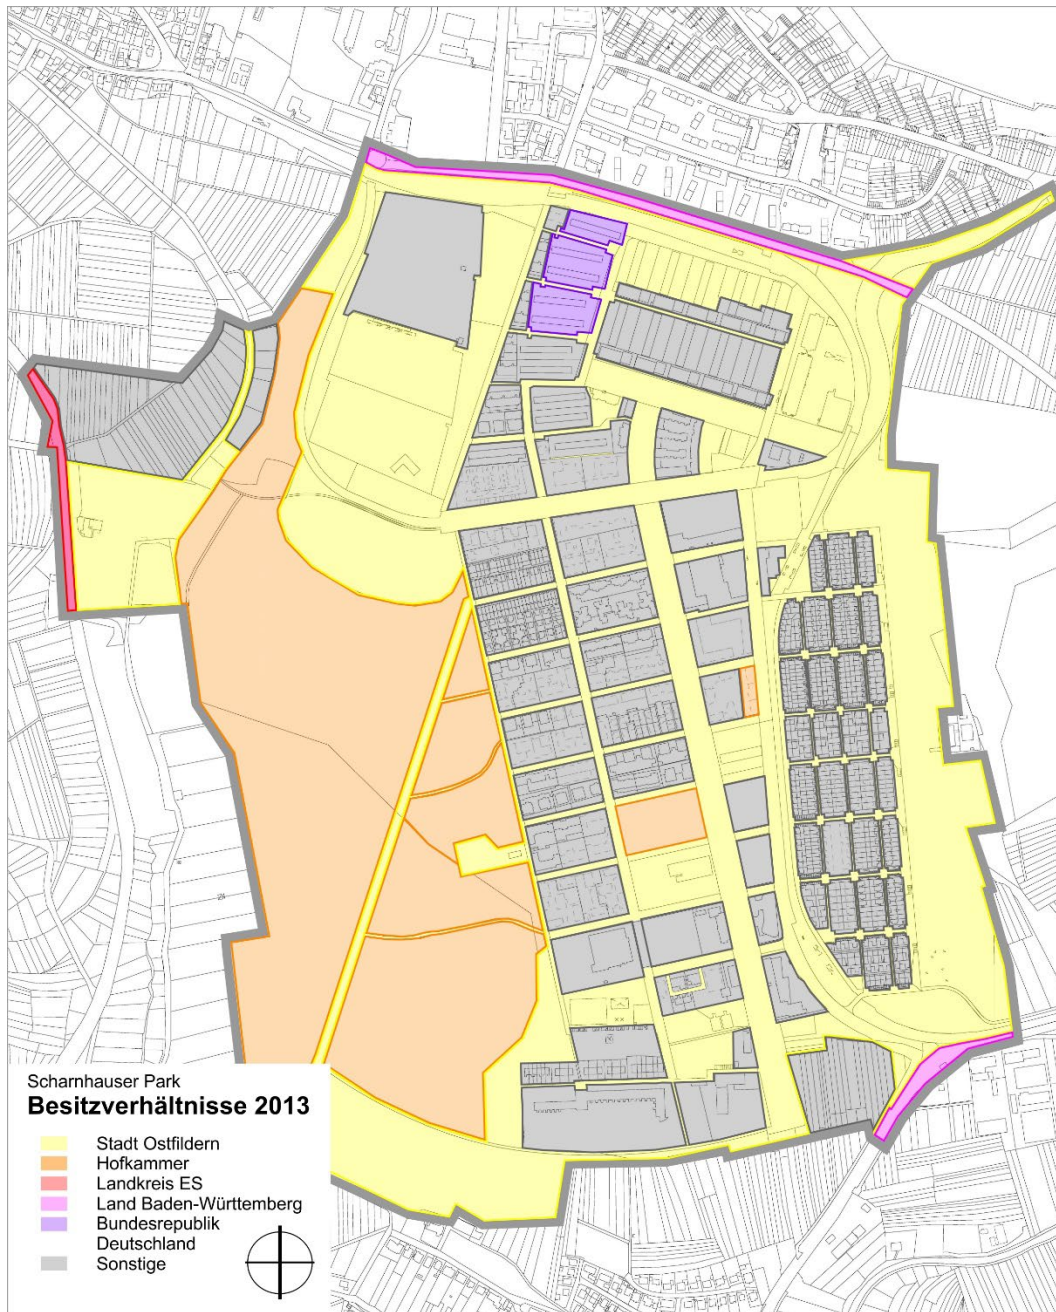 Scharnhauser Park
Besitzverhältnisse 2013
Stadt Ostfildern
Hofkammer
Landkreis ES
Land Baden-Württemberg
Bundesrepublik
Deutschland
Sonstige